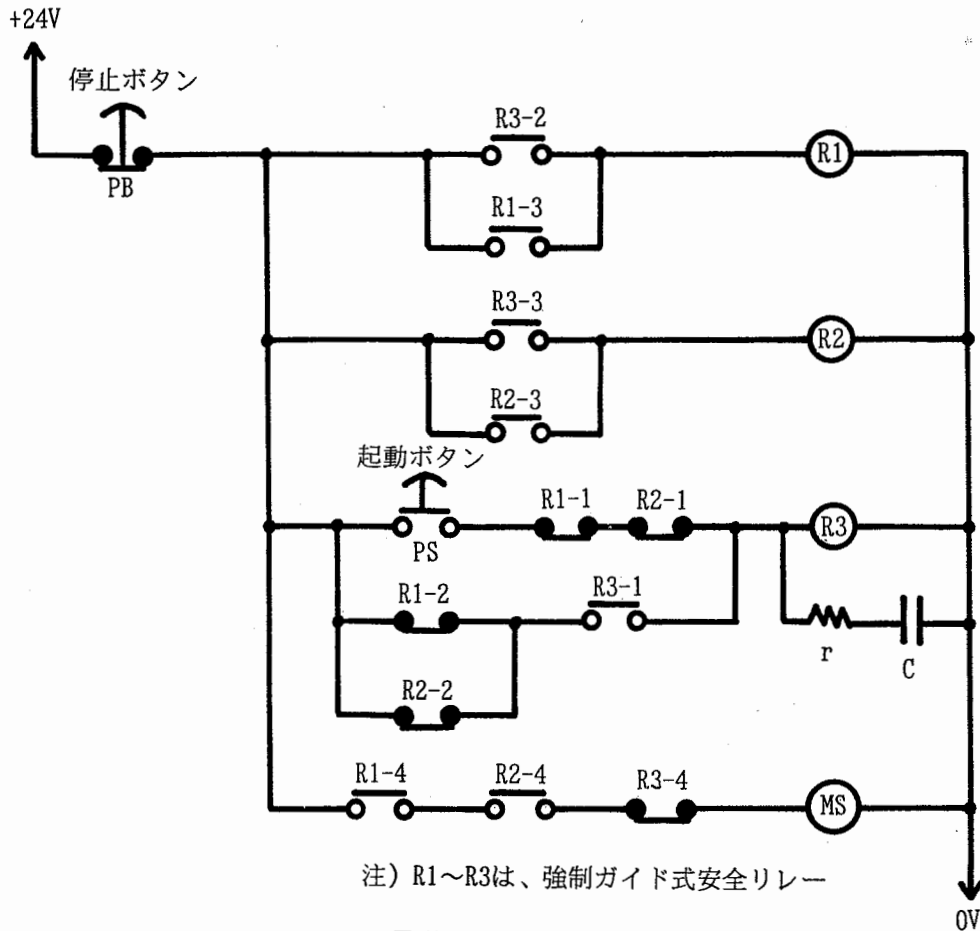 +24V
停止ボタン
PB
R3-2
R1
R1-3
R3-3
R2
R2-3
起動ボタン
PS
R1-1
R2-1
R3
R1-2
R3-1
r
C
R2-2
R1-4
R2-4
R3-4
MS
注) R1～R3は、強制ガイド式安全リレー
0V